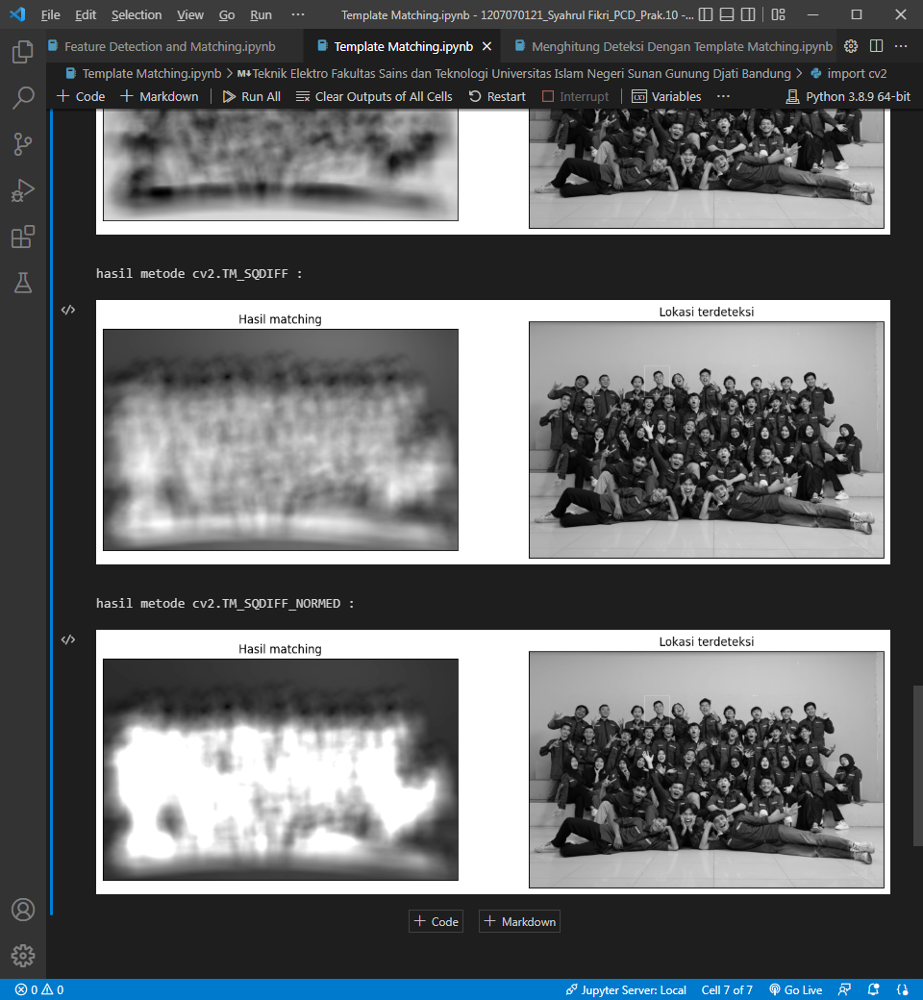 File Edit Selection View Go Run ··· Template Matching.ipynb - 1207070121_Syahrul Fikri_PCD_Prak.10 -...
Feature Detection and Matching.ipynb Template Matching.ipynb Menghitung Deteksi Dengan Template Matching.ipynb ···
Template Matching.ipynb > M↓Teknik Elektro Fakultas Sains dan Teknologi Universitas Islam Negeri Sunan Gunung Djati Bandung > import cv2
+ Code + Markdown Run All Clear Outputs of All Cells Restart Interrupt Variables ··· Python 3.8.9 64-bit
hasil metode cv2.TM_SQDIFF :
Hasil matching
Lokasi terdeteksi
hasil metode cv2.TM_SQDIFF_NORMED :
Hasil matching
Lokasi terdeteksi
+ Code + Markdown
0 0 Jupyter Server: Local Cell 7 of 7 Go Live